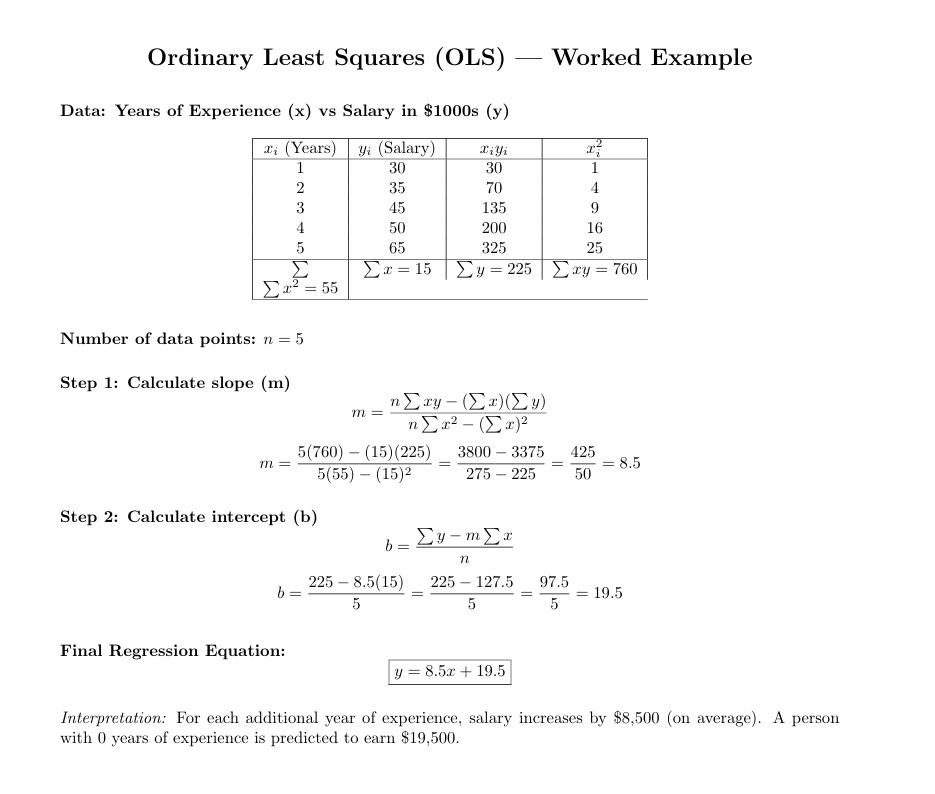 Ordinary Least Squares (OLS) — Worked Example
Data: Years of Experience (x) vs Salary in $1000s (y)
xᵢ (Years) yᵢ (Salary) xᵢyᵢ xᵢ²
1 30 30 1
2 35 70 4
3 45 135 9
4 50 200 16
5 65 325 25
∑ ∑ x = 15 ∑ y = 225 ∑ xy = 760
∑ x² = 55
Number of data points: n = 5
Step 1: Calculate slope (m)
m = (n ∑ xy − (∑ x)(∑ y)) / (n ∑ x² − (∑ x)²)
m = (5(760) − (15)(225)) / (5(55) − (15)²) = (3800 − 3375) / (275 − 225) = 425 / 50 = 8.5
Step 2: Calculate intercept (b)
b = (∑ y − m ∑ x) / n
b = (225 − 8.5(15)) / 5 = (225 − 127.5) / 5 = 97.5 / 5 = 19.5
Final Regression Equation:
y = 8.5x + 19.5
Interpretation: For each additional year of experience, salary increases by $8,500 (on average). A person
with 0 years of experience is predicted to earn $19,500.